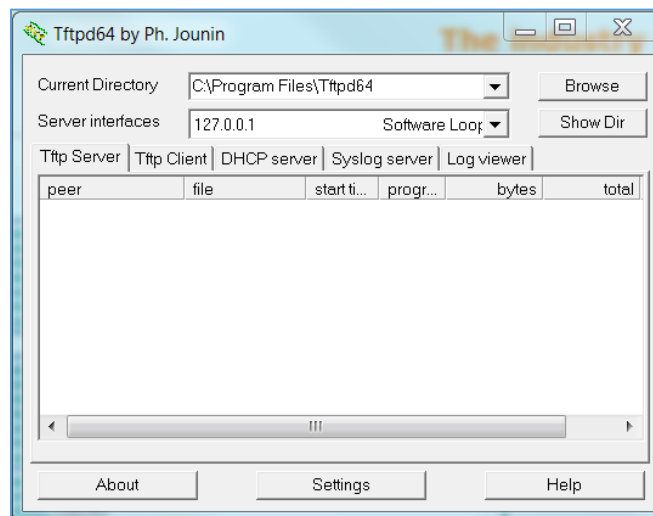 Tftpd64 by Ph. Jounin
The Industry
Current Directory C:\Program Files\Tftpd64 Browse
Server interfaces 127.0.0.1 Software Loop Show Dir
Tftp Server Tftp Client DHCP server Syslog server Log viewer
peer file start ti... progr... bytes total
About Settings Help